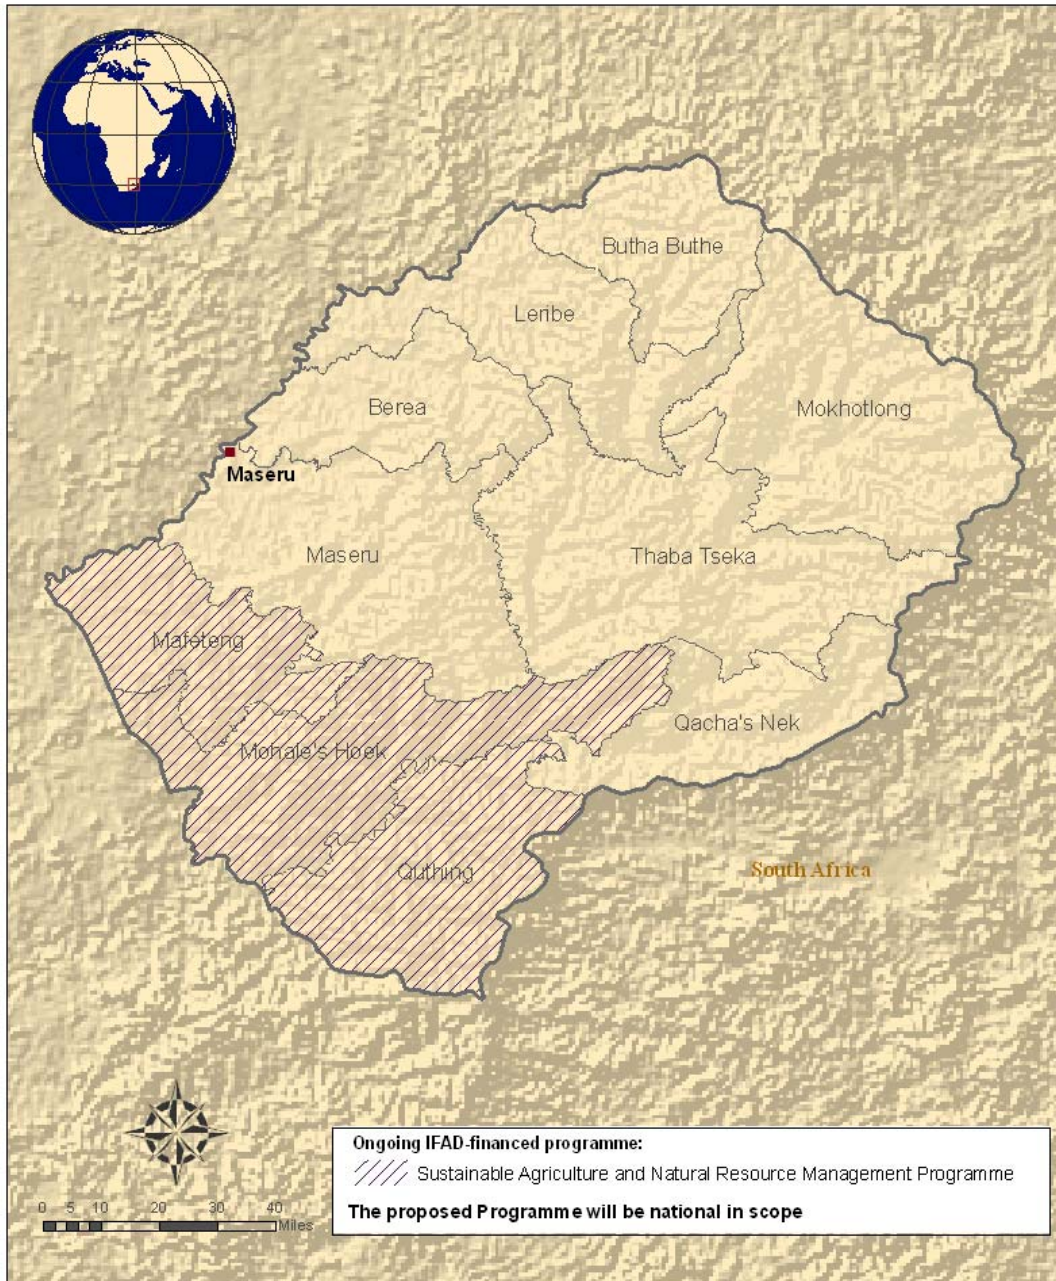 Butha Buthe
Leribe
Berea
Mokhotlong
Maseru
Maseru
Thaba Tseka
Mafeteng
Qacha's Nek
Mohale's Hoek
Quthing
South Africa
Ongoing IFAD-financed programme:
Sustainable Agriculture and Natural Resource Management Programme
The proposed Programme will be national in scope
0 5 10 20 30 40
Miles